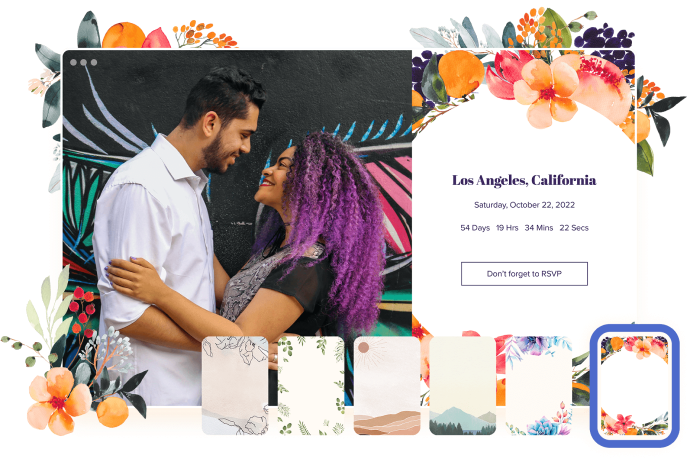 Los Angeles, California
Saturday, October 22, 2022
54 Days 19 Hrs 34 Mins 22 Secs
Don't forget to RSVP